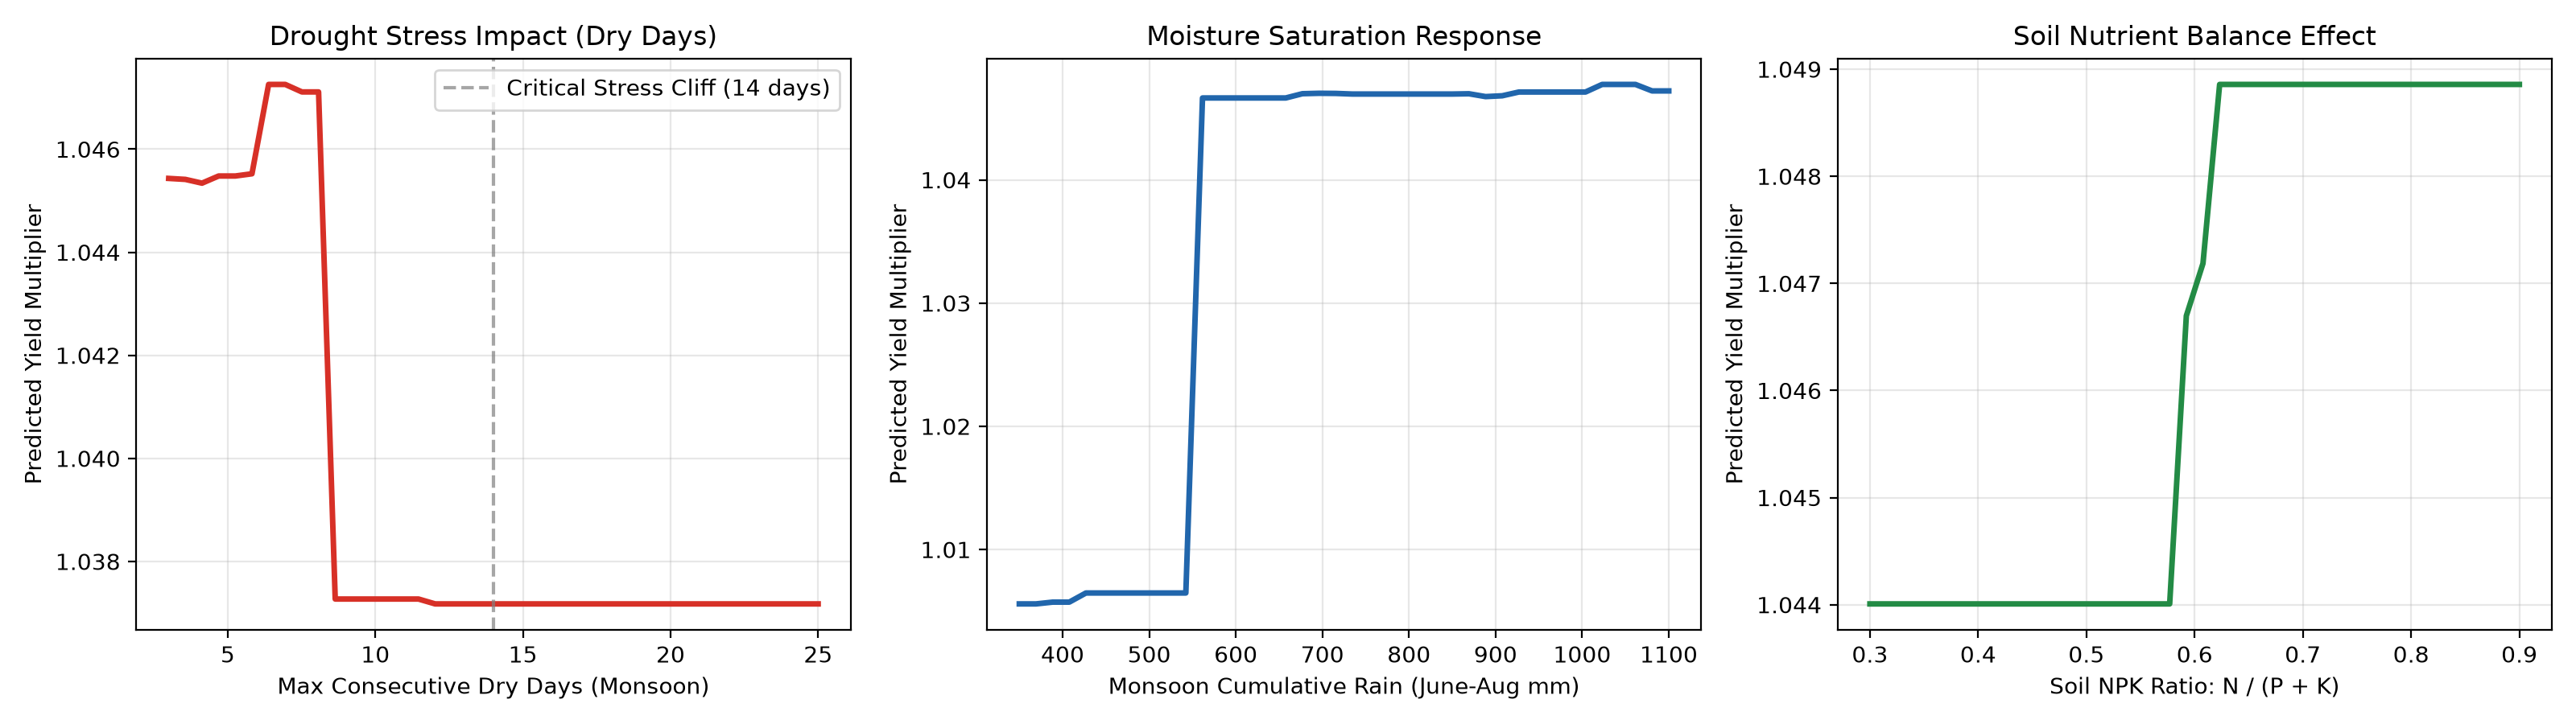 Drought Stress Impact (Dry Days)
Critical Stress Cliff (14 days)
Predicted Yield Multiplier
1.046
1.044
1.042
1.040
1.038
5 10 15 20 25
Max Consecutive Dry Days (Monsoon)
Moisture Saturation Response
Predicted Yield Multiplier
1.04
1.03
1.02
1.01
400 500 600 700 800 900 1000 1100
Monsoon Cumulative Rain (June-Aug mm)
Soil Nutrient Balance Effect
Predicted Yield Multiplier
1.049
1.048
1.047
1.046
1.045
1.044
0.3 0.4 0.5 0.6 0.7 0.8 0.9
Soil NPK Ratio: N / (P + K)